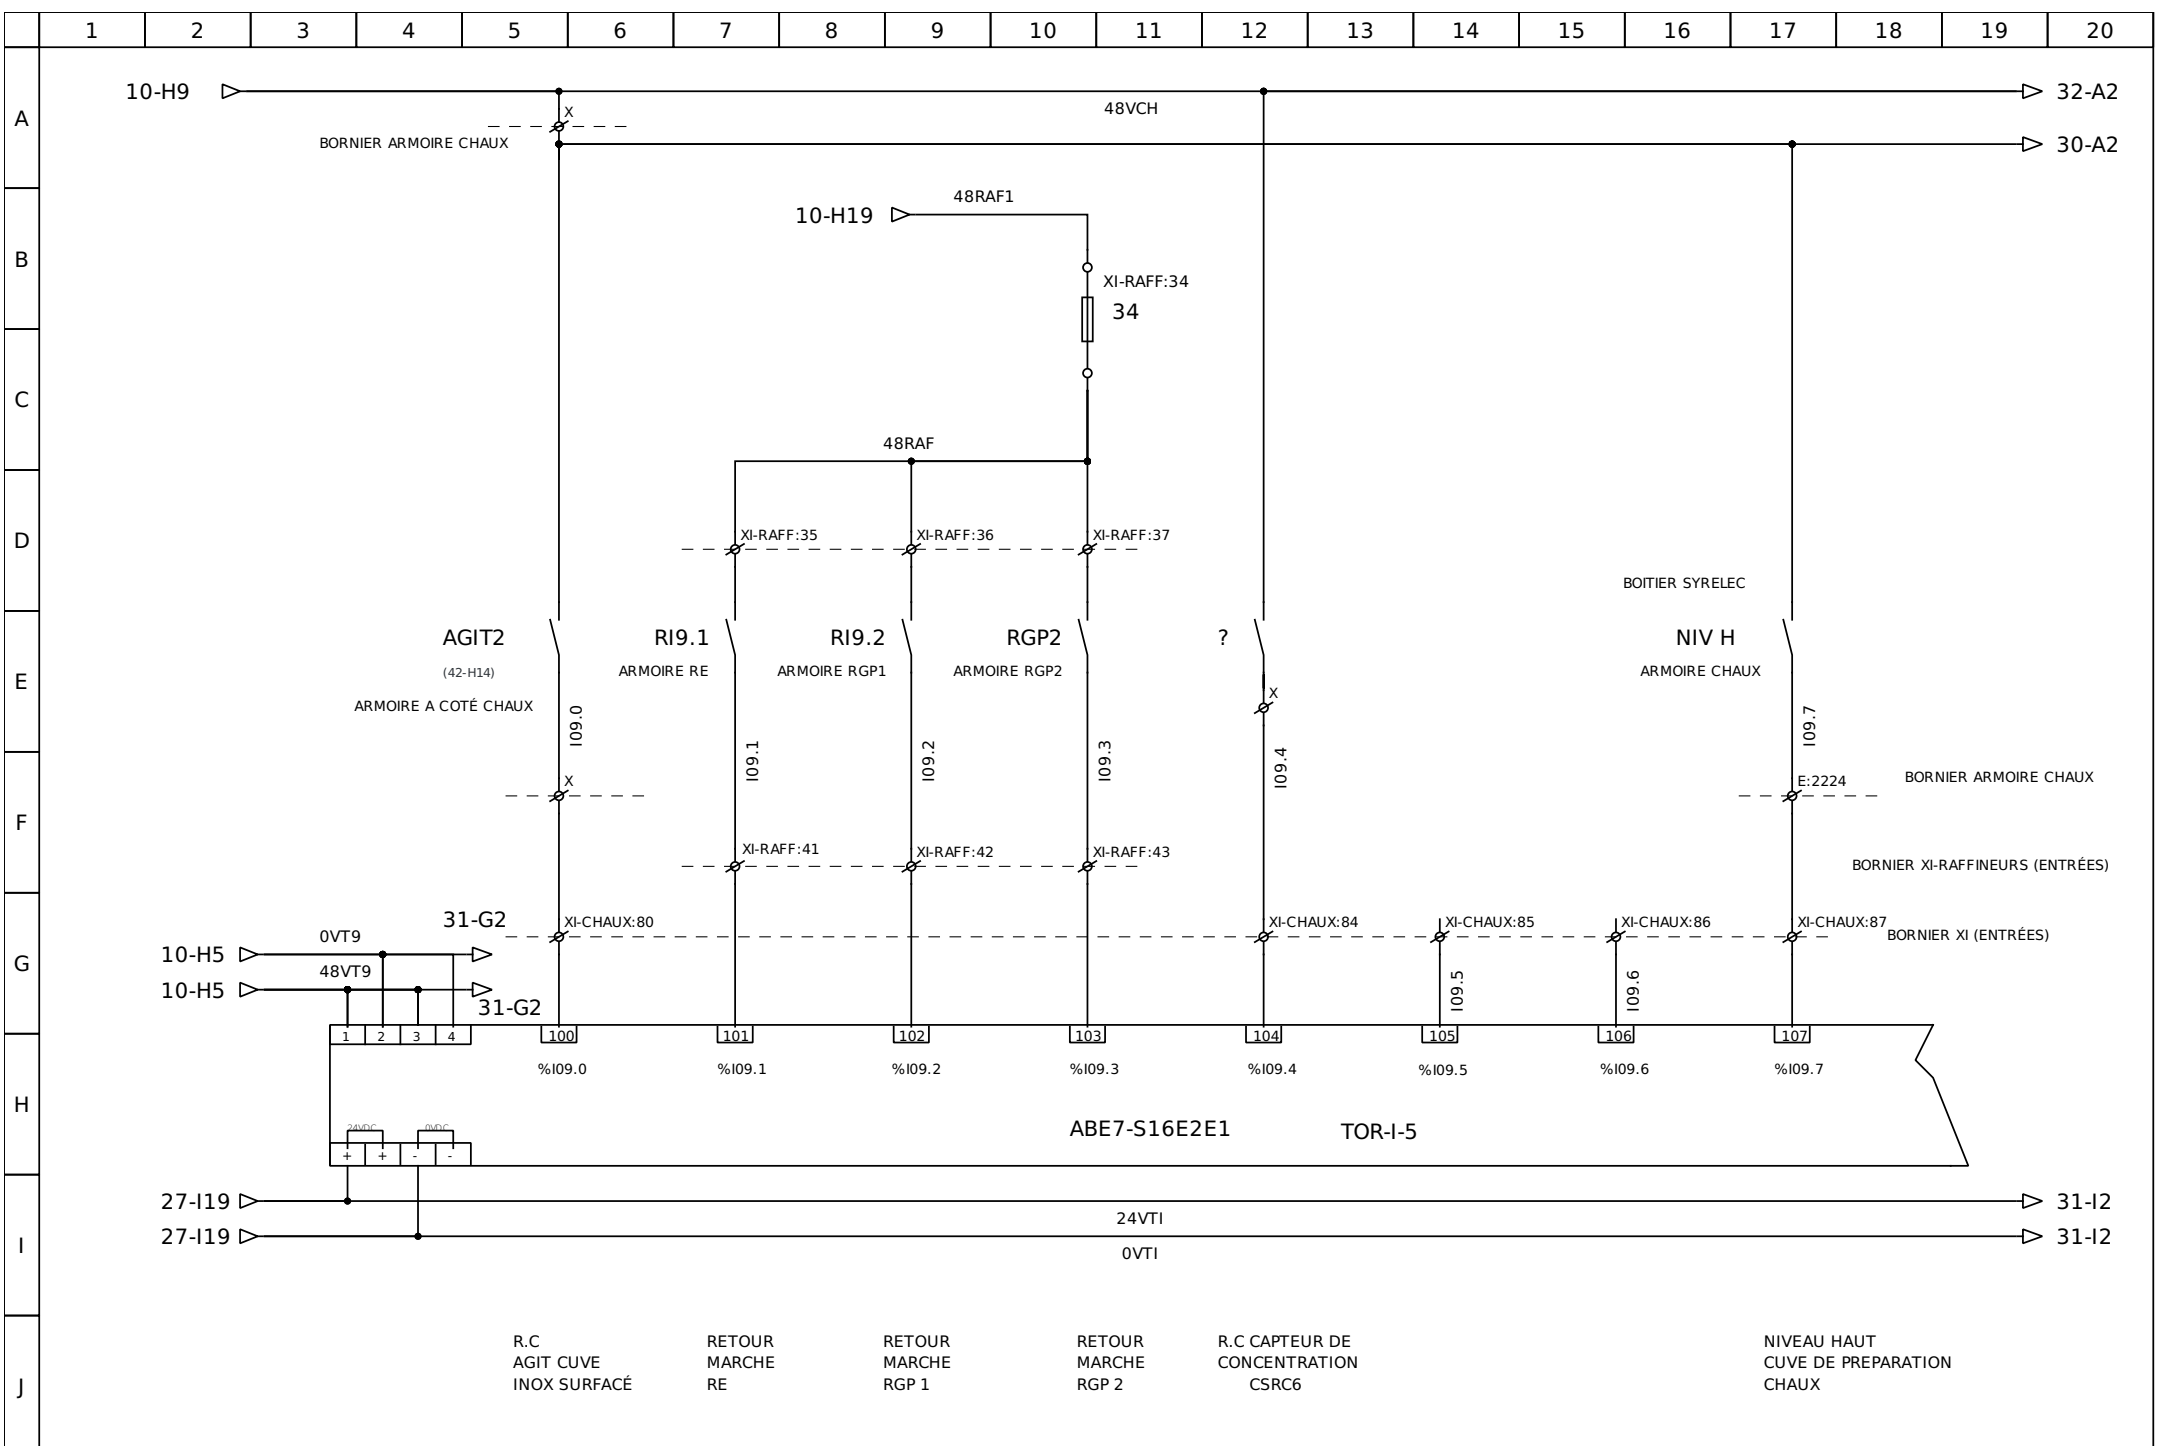 1 2 3 4 5 6 7 8 9 10 11 12 13 14 15 16 17 18 19 20
A
B
C
D
E
F
G
H
I
J
10-H9
32-A2
48VCH
X
BORNIER ARMOIRE CHAUX
30-A2
48RAF1
10-H19
XI-RAFF:34
34
48RAF
XI-RAFF:35
XI-RAFF:36
XI-RAFF:37
BOITIER SYRELEC
AGIT2
(42-H14)
ARMOIRE A COTÉ CHAUX
RI9.1
ARMOIRE RE
RI9.2
ARMOIRE RGP1
RGP2
ARMOIRE RGP2
?
X
NIV H
ARMOIRE CHAUX
I09.0
I09.1
I09.2
I09.3
I09.4
I09.7
X
E:2224
BORNIER ARMOIRE CHAUX
XI-RAFF:41
XI-RAFF:42
XI-RAFF:43
BORNIER XI-RAFFINEURS (ENTRÉES)
31-G2
XI-CHAUX:80
XI-CHAUX:84
XI-CHAUX:85
XI-CHAUX:86
XI-CHAUX:87
BORNIER XI (ENTRÉES)
0VT9
10-H5
48VT9
10-H5
31-G2
I09.5
I09.6
1 2 3 4
100
101
102
103
104
105
106
107
%I09.0
%I09.1
%I09.2
%I09.3
%I09.4
%I09.5
%I09.6
%I09.7
ABE7-S16E2E1
TOR-I-5
24VDC
0VDC
+ + - -
27-I19
31-I2
24VTI
27-I19
31-I2
0VTI
R.C
AGIT CUVE
INOX SURFACÉ
RETOUR
MARCHE
RE
RETOUR
MARCHE
RGP 1
RETOUR
MARCHE
RGP 2
R.C CAPTEUR DE
CONCENTRATION
CSRC6
NIVEAU HAUT
CUVE DE PREPARATION
CHAUX